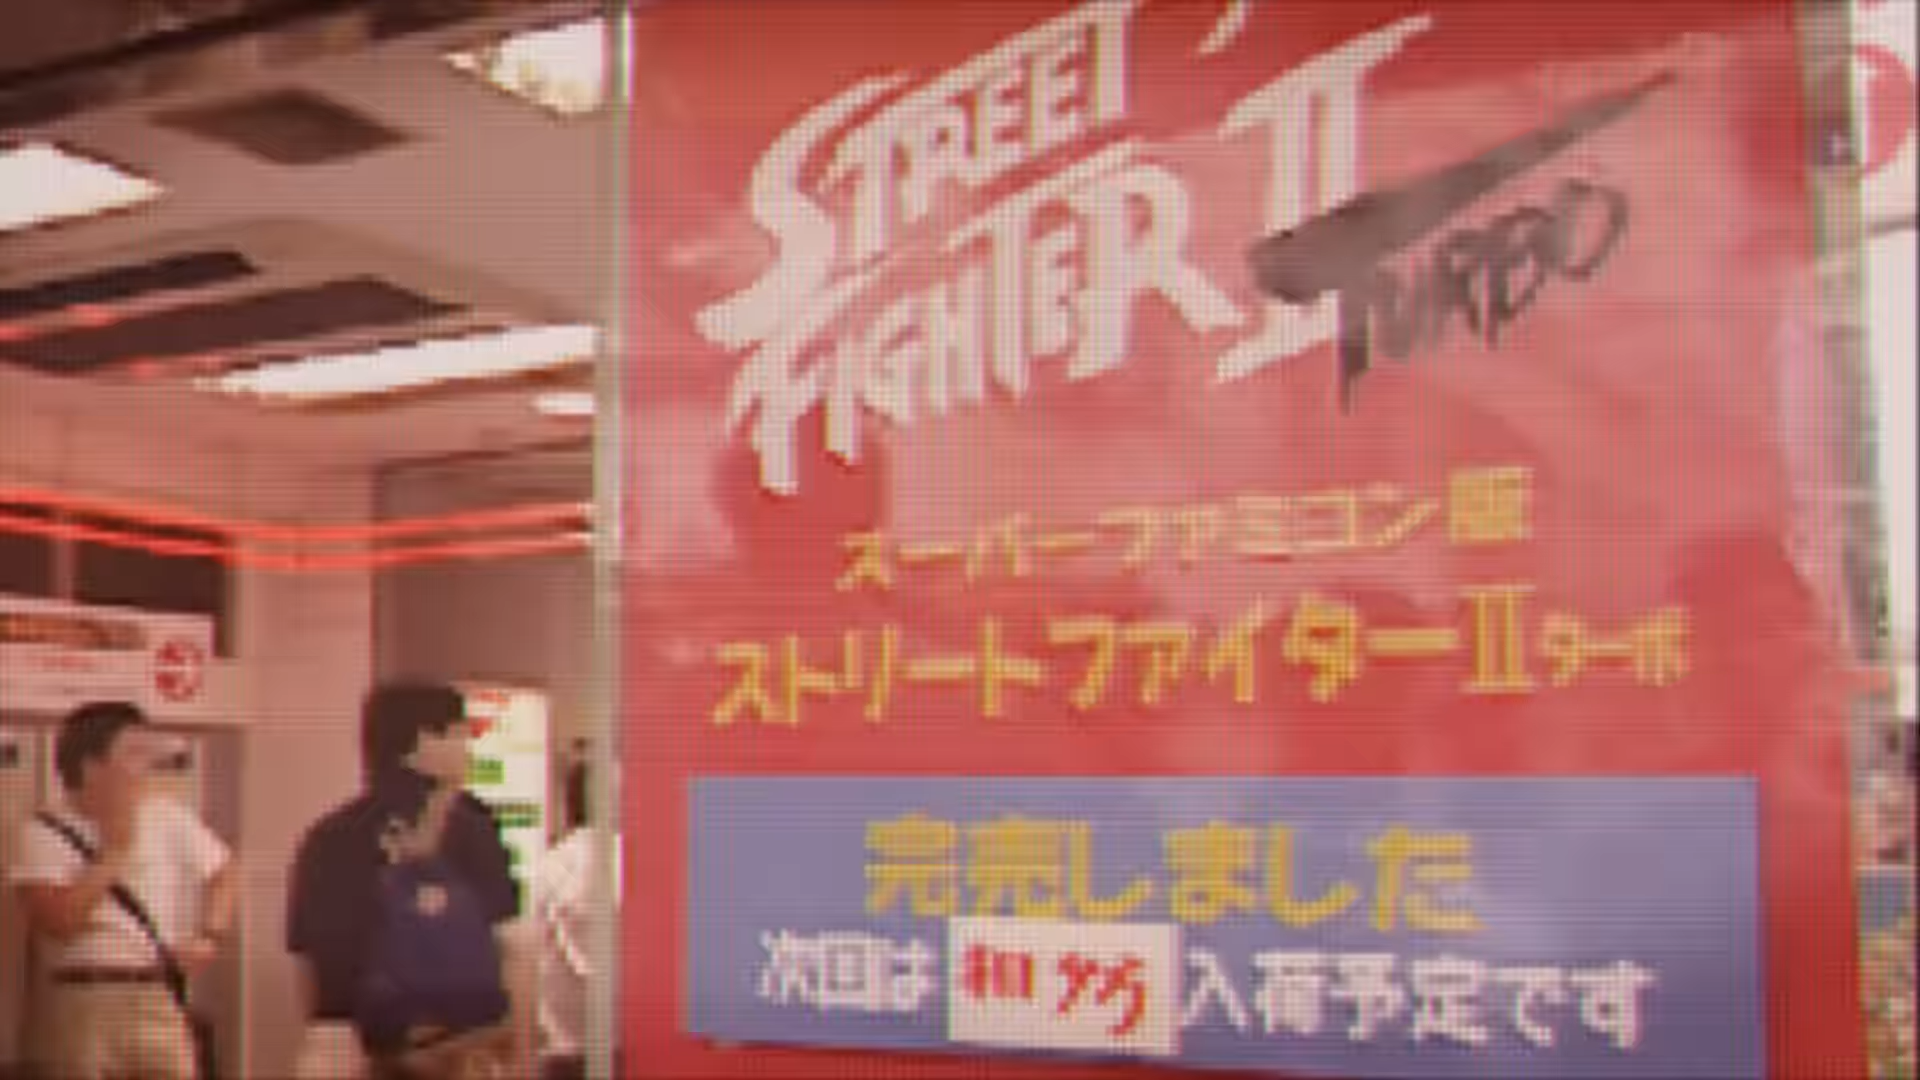 STREET
FIGHTER II'
TURBO
スーパーファミコン版
ストリートファイターIIターボ
完売しました
次回は
入荷予定です